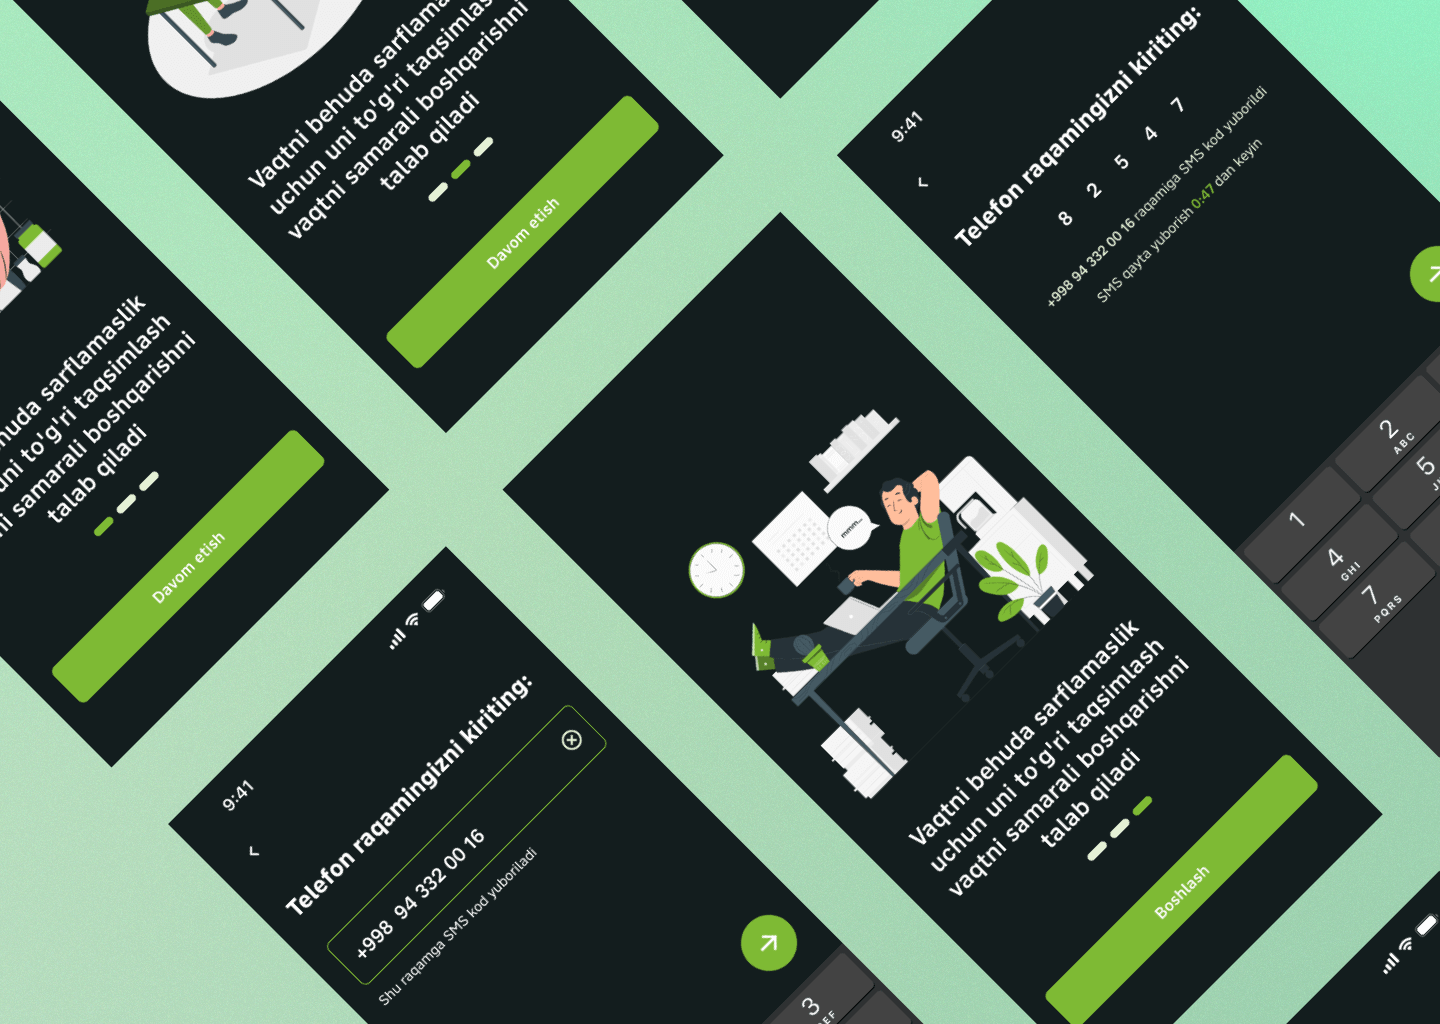 Vaqtni behuda sarflama
uchun uni to'g'ri taqsimlas
vaqtni samarali boshqarishni
talab qiladi
Davom etish
9:41
Telefon raqamingizni kiriting:
8 2 5 4 7
+998 94 332 00 16 raqamiga SMS kod yuborildi
SMS qayta yuborish 0:47 dan keyin
1
2
ABC
4
GHI
5
7
PQRS
sarflamaslik
uni to'g'ri taqsimlash
samarali boshqarishni
talab qiladi
Davom etish
9:41
Telefon raqamingizni kiriting:
+998 94 332 00 16
Shu raqamga SMS kod yuboriladi
3
mmm...
Vaqtni behuda sarflamaslik
uchun uni to'g'ri taqsimlash
vaqtni samarali boshqarishni
talab qiladi
Boshlash